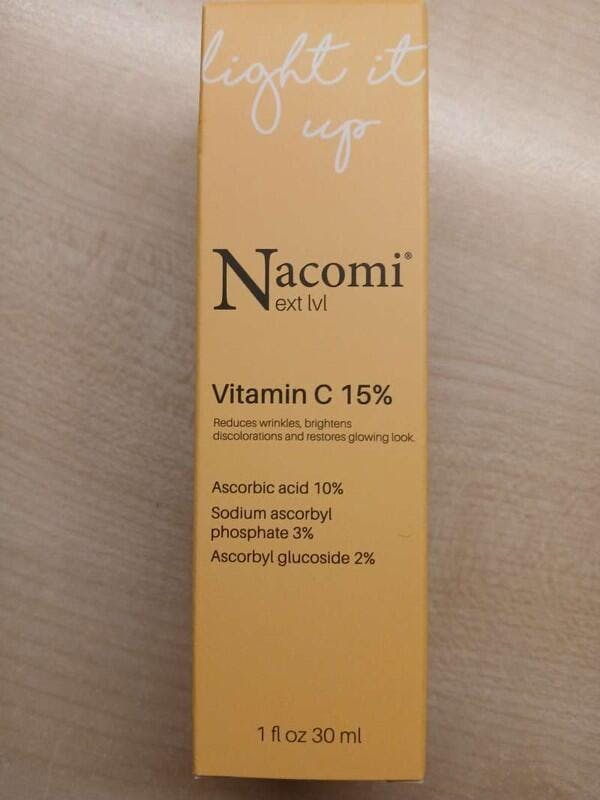 light it
up
Nacomi®
ext lvl
Vitamin C 15%
Reduces wrinkles, brightens
discolorations and restores glowing look.
Ascorbic acid 10%
Sodium ascorbyl
phosphate 3%
Ascorbyl glucoside 2%
1 fl oz 30 ml